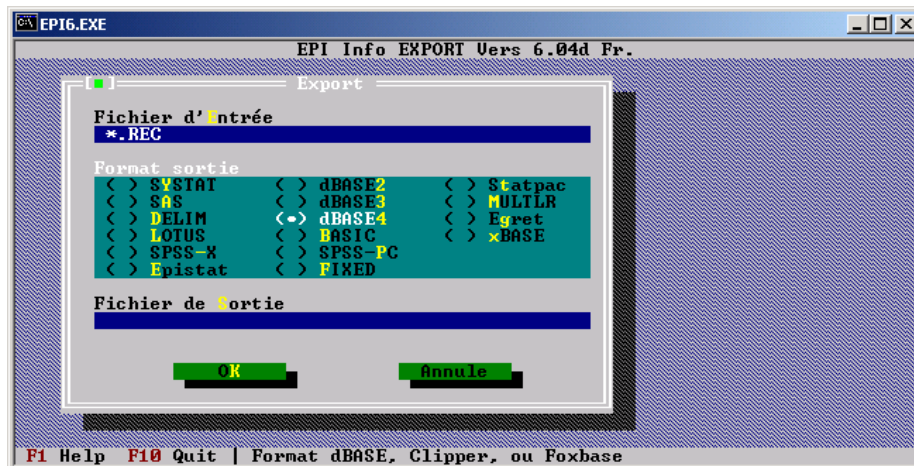 EPI6.EXE
EPI Info EXPORT Vers 6.04d Fr.
Export
Fichier d'Entrée
*.REC
Format sortie
( ) SYSTAT ( ) dBASE2 ( ) Statpac
( ) SAS ( ) dBASE3 ( ) MULTLR
( ) DELIM (•) dBASE4 ( ) Egret
( ) LOTUS ( ) BASIC ( ) xBASE
( ) SPSS-X ( ) SPSS-PC
( ) Epistat ( ) FIXED
Fichier de Sortie
OK Annule
F1 Help F10 Quit | Format dBASE, Clipper, ou Foxbase